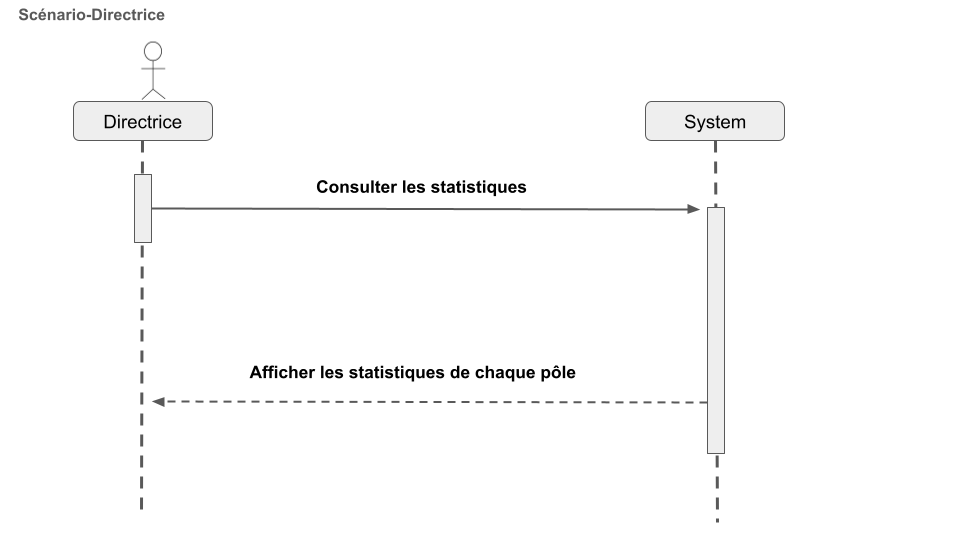 Scénario-Directrice
Directrice
System
Consulter les statistiques
Afficher les statistiques de chaque pôle